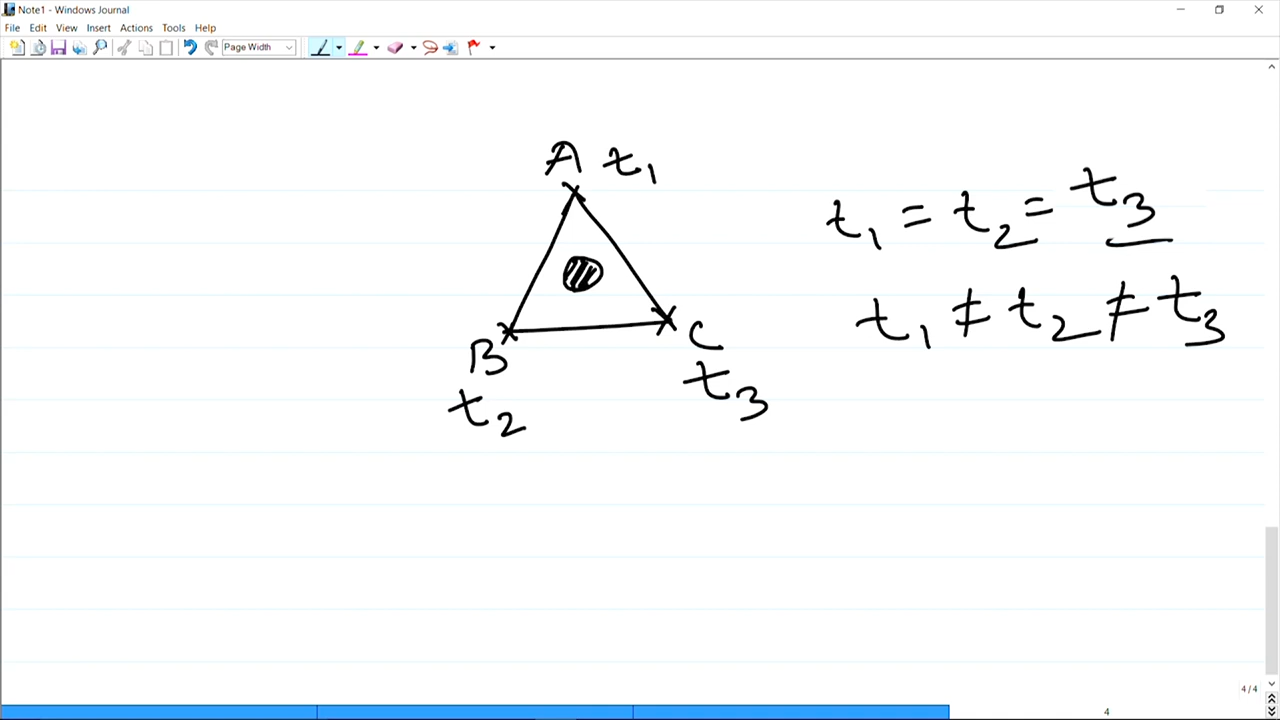 Note1 - Windows Journal
File Edit View Insert Actions Tools Help
Page Width
A t₁
B
t₂
C
t₃
t₁ = t₂ = t₃
t₁ ≠ t₂ ≠ t₃
4 / 4
4